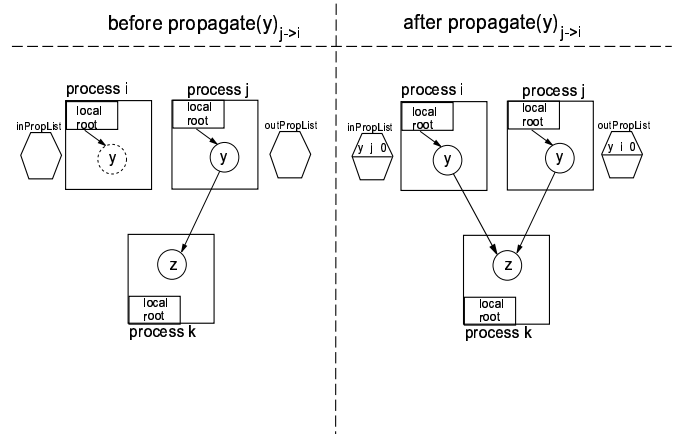 before propagate(y)j->i
after propagate(y)j->i
process i
process j
local
root
local
root
inPropList
outPropList
y
y
z
local
root
process k
process i
process j
local
root
local
root
inPropList
outPropList
y j 0
y i 0
y
y
z
local
root
process k